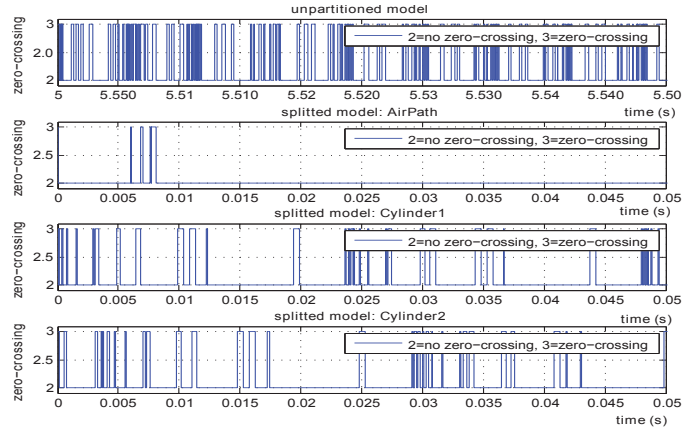 unpartitioned model
zero−crossing
3
2.0
2
2=no zero−crossing, 3=zero−crossing
5 5.550 5.51 5.510 5.52 5.520 5.53 5.530 5.54 5.540 5.50
time (s)
splitted model: AirPath
zero−crossing
3
2.5
2
2=no zero−crossing, 3=zero−crossing
0 0.005 0.01 0.015 0.02 0.025 0.03 0.035 0.04 0.045 0.05
time (s)
splitted model: Cylinder1
zero−crossing
3
2.5
2
2=no zero−crossing, 3=zero−crossing
0 0.005 0.01 0.015 0.02 0.025 0.03 0.035 0.04 0.045 0.05
time (s)
splitted model: Cylinder2
zero−crossing
3
2.5
2
2=no zero−crossing, 3=zero−crossing
0 0.005 0.01 0.015 0.02 0.025 0.03 0.035 0.04 0.045 0.05
time (s)